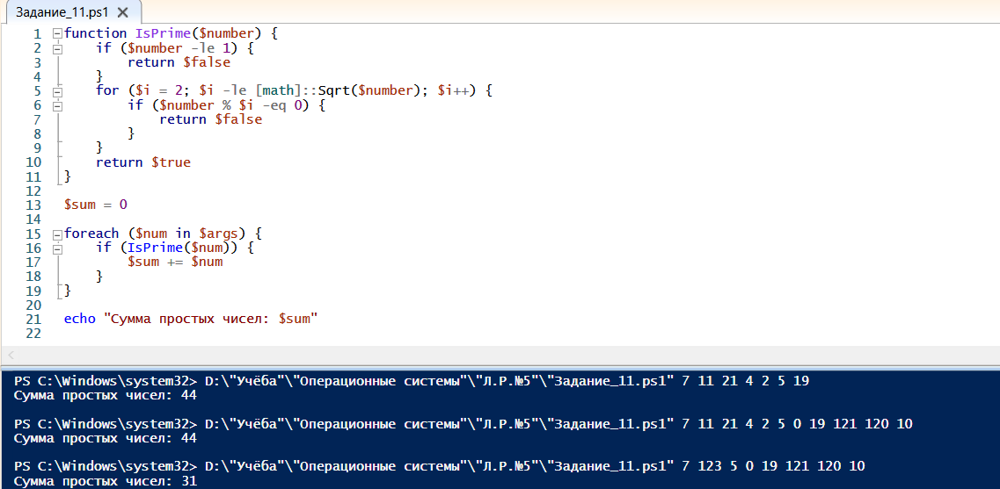 Задание_11.ps1
1 function IsPrime($number) {
2 if ($number -le 1) {
3 return $false
4 }
5 for ($i = 2; $i -le [math]::Sqrt($number); $i++) {
6 if ($number % $i -eq 0) {
7 return $false
8 }
9 }
10 return $true
11 }
12
13 $sum = 0
14
15 foreach ($num in $args) {
16 if (IsPrime($num)) {
17 $sum += $num
18 }
19 }
20
21 echo "Сумма простых чисел: $sum"
22
PS C:\Windows\system32> D:\"Учёба"\"Операционные системы"\"Л.Р.№5"\"Задание_11.ps1" 7 11 21 4 2 5 19
Сумма простых чисел: 44
PS C:\Windows\system32> D:\"Учёба"\"Операционные системы"\"Л.Р.№5"\"Задание_11.ps1" 7 11 21 4 2 5 0 19 121 120 10
Сумма простых чисел: 44
PS C:\Windows\system32> D:\"Учёба"\"Операционные системы"\"Л.Р.№5"\"Задание_11.ps1" 7 123 5 0 19 121 120 10
Сумма простых чисел: 31